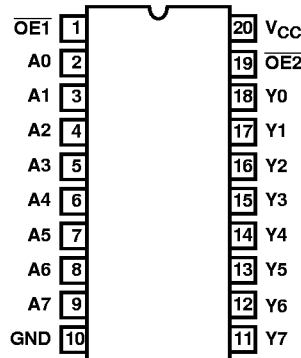 OE1 1 20 VCC
A0 2 19 OE2
A1 3 18 Y0
A2 4 17 Y1
A3 5 16 Y2
A4 6 15 Y3
A5 7 14 Y4
A6 8 13 Y5
A7 9 12 Y6
GND 10 11 Y7